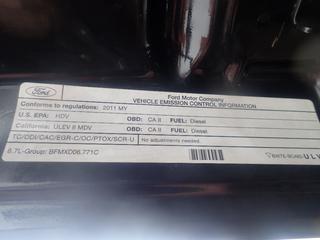 Ford
Ford Motor Company
VEHICLE EMISSION CONTROL INFORMATION
Conforms to regulations: 2011 MY
U.S. EPA: HDV OBD: CA II FUEL: Diesel
California: ULEV II MDV OBD: CA II FUEL: Diesel
TC/DDI/CAC/EGR-C/OC/PTOX/SCR-U No adjustments needed.
6.7L-Group: BFMXD06.771C